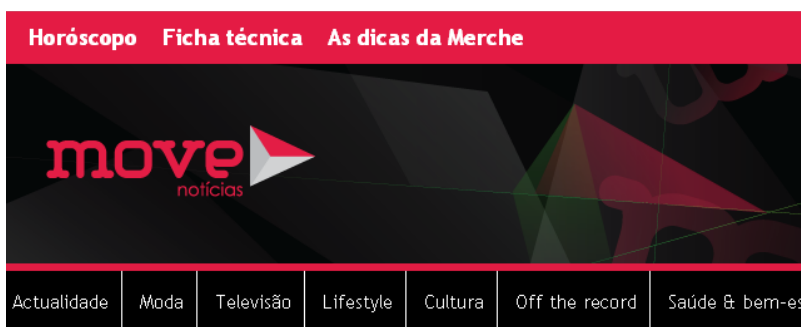 Horóscopo Ficha técnica As dicas da Merche
move
notícias
Actualidade Moda Televisão Lifestyle Cultura Off the record Saúde & bem-es